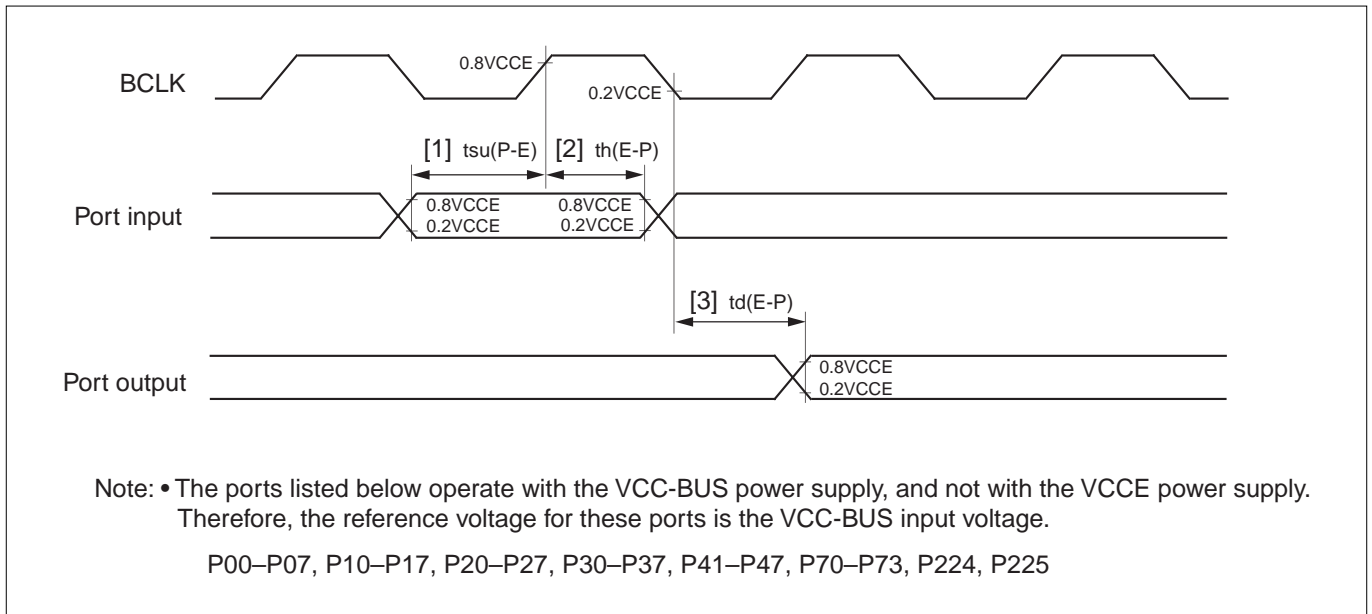 0.8VCCE
BCLK
0.2VCCE
[1] tsu(P-E) [2] th(E-P)
Port input
0.8VCCE 0.8VCCE
0.2VCCE 0.2VCCE
[3] td(E-P)
Port output
0.8VCCE
0.2VCCE
Note: • The ports listed below operate with the VCC-BUS power supply, and not with the VCCE power supply.
Therefore, the reference voltage for these ports is the VCC-BUS input voltage.
P00–P07, P10–P17, P20–P27, P30–P37, P41–P47, P70–P73, P224, P225